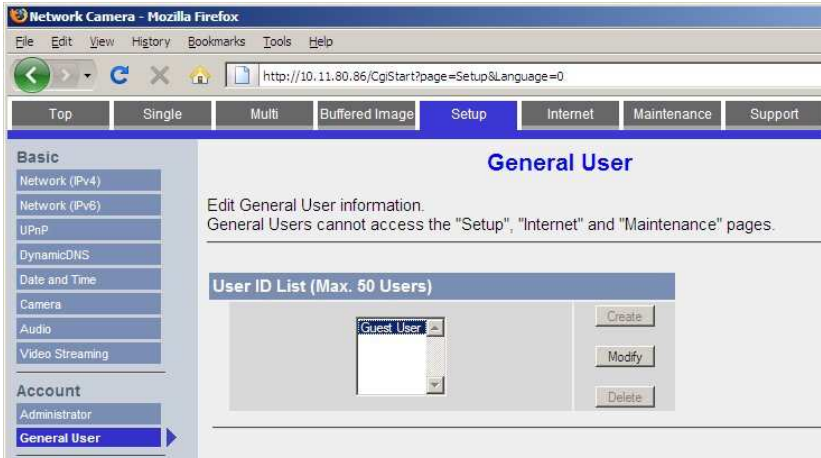 Network Camera - Mozilla Firefox
File Edit View History Bookmarks Tools Help
http://10.11.80.86/CgiStart?page=Setup&Language=0
Top Single Multi Buffered Image Setup Internet Maintenance Support
Basic
Network (IPv4)
Network (IPv6)
UPnP
DynamicDNS
Date and Time
Camera
Audio
Video Streaming
Account
Administrator
General User
General User
Edit General User information.
General Users cannot access the "Setup", "Internet" and "Maintenance" pages.
User ID List (Max. 50 Users)
Guest User
Create
Modify
Delete